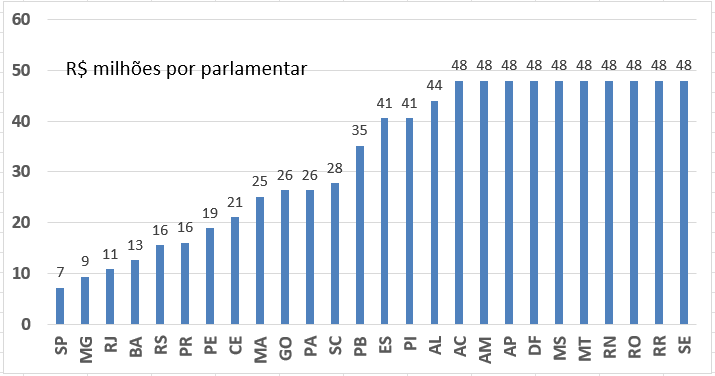 60
50
40
30
20
10
0
R$ milhões por parlamentar
7 9 11 13 16 16 19 21 25 26 26 28 35 41 41 44 48 48 48 48 48 48 48 48 48 48
SP MG RJ BA RS PR PE CE MA GO PA SC PB ES PI AL AC AM AP DF MS MT RN RO RR SE